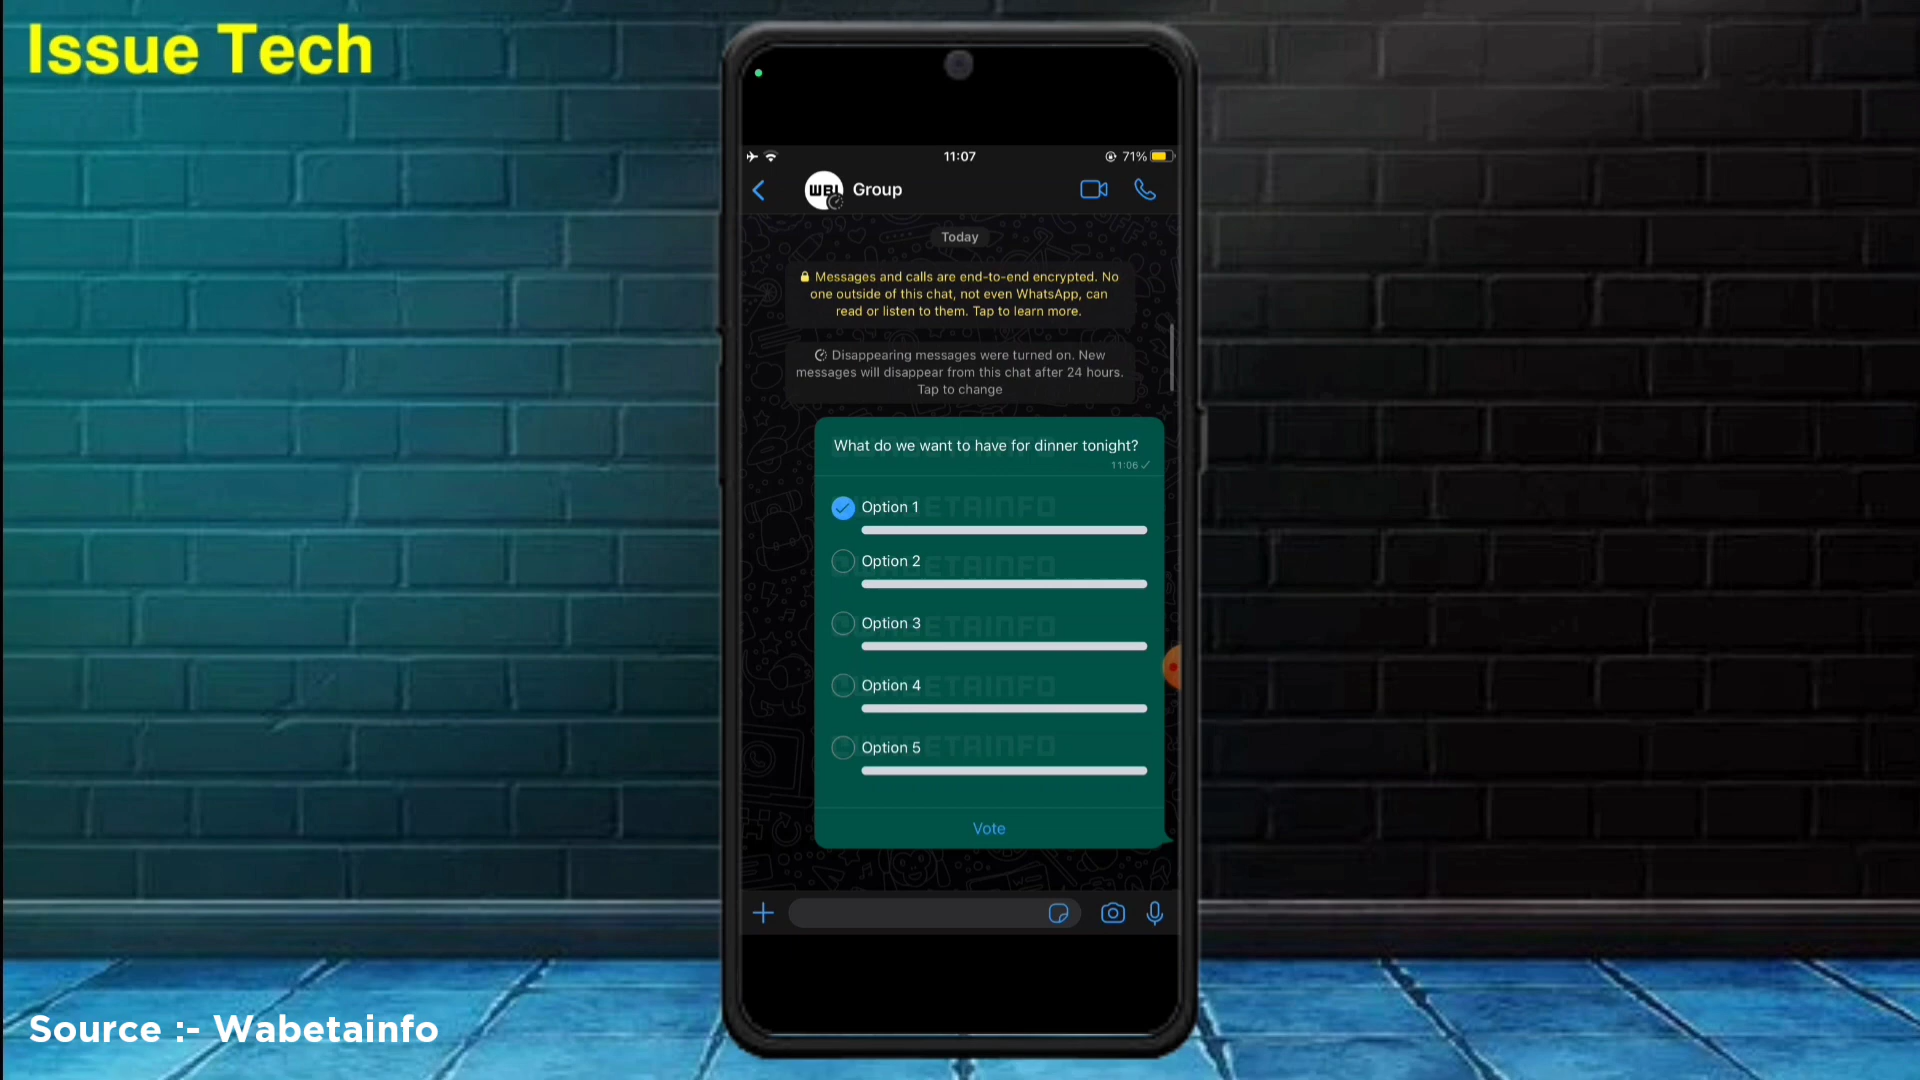 Issue Tech
11:07
71%
WBI
Group
Today
Messages and calls are end-to-end encrypted. No
one outside of this chat, not even WhatsApp, can
read or listen to them. Tap to learn more.
Disappearing messages were turned on. New
messages will disappear from this chat after 24 hours.
Tap to change
What do we want to have for dinner tonight?
11:06
Option 1
Option 2
Option 3
Option 4
Option 5
Vote
Source :- Wabetainfo